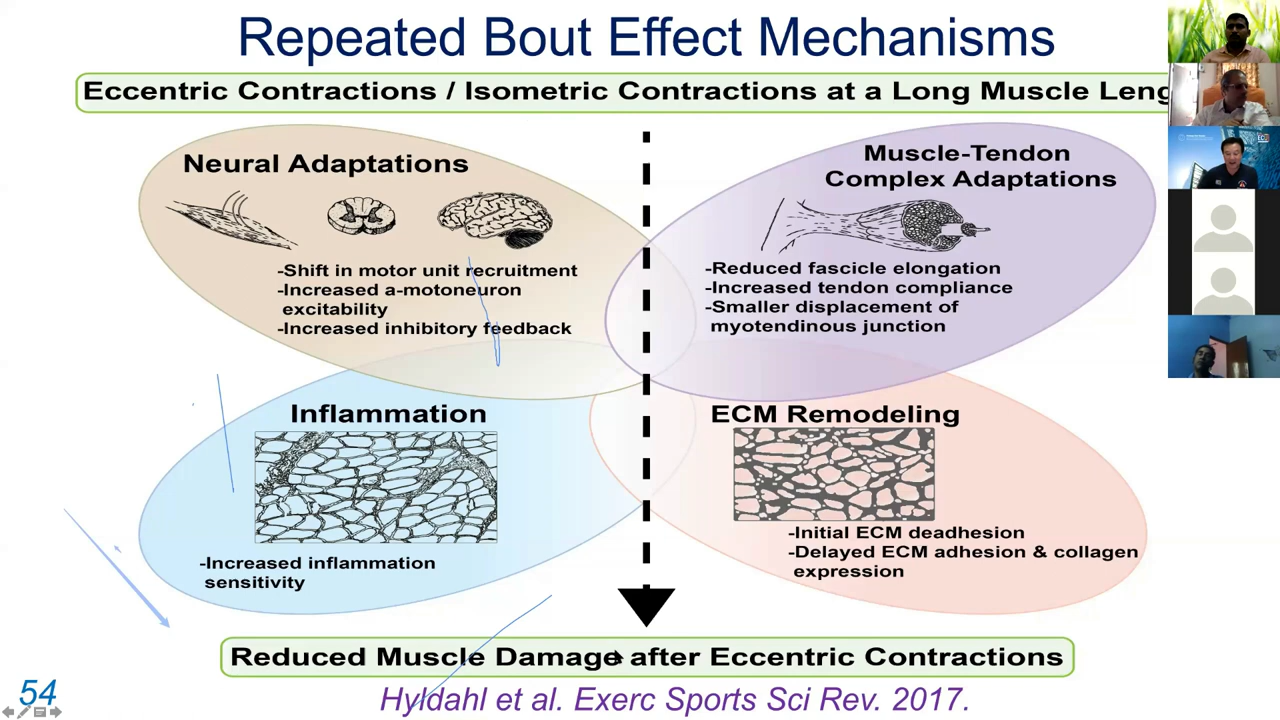 Repeated Bout Effect Mechanisms
Eccentric Contractions / Isometric Contractions at a Long Muscle Leng
Neural Adaptations
-Shift in motor unit recruitment
-Increased a-motoneuron
excitability
-Increased inhibitory feedback
Muscle-Tendon
Complex Adaptations
-Reduced fascicle elongation
-Increased tendon compliance
-Smaller displacement of
myotendinous junction
Inflammation
-Increased inflammation
sensitivity
ECM Remodeling
-Initial ECM deadhesion
-Delayed ECM adhesion & collagen
expression
Reduced Muscle Damage after Eccentric Contractions
Hyldahl et al. Exerc Sports Sci Rev. 2017.
54